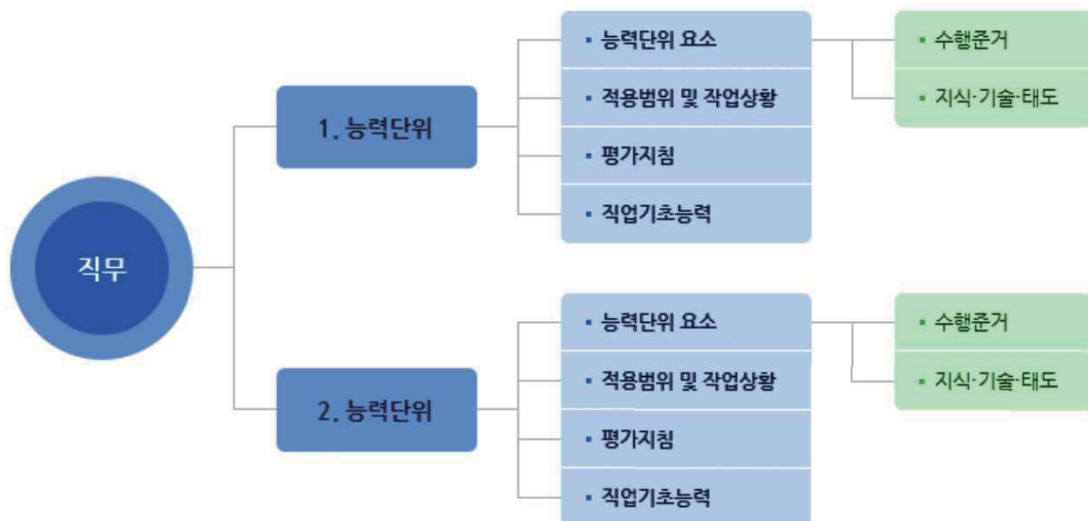 직무
1. 능력단위
▪ 능력단위 요소
▪ 적용범위 및 작업상황
▪ 평가지침
▪ 직업기초능력
▪ 수행준거
▪ 지식·기술·태도
2. 능력단위
▪ 능력단위 요소
▪ 적용범위 및 작업상황
▪ 평가지침
▪ 직업기초능력
▪ 수행준거
▪ 지식·기술·태도